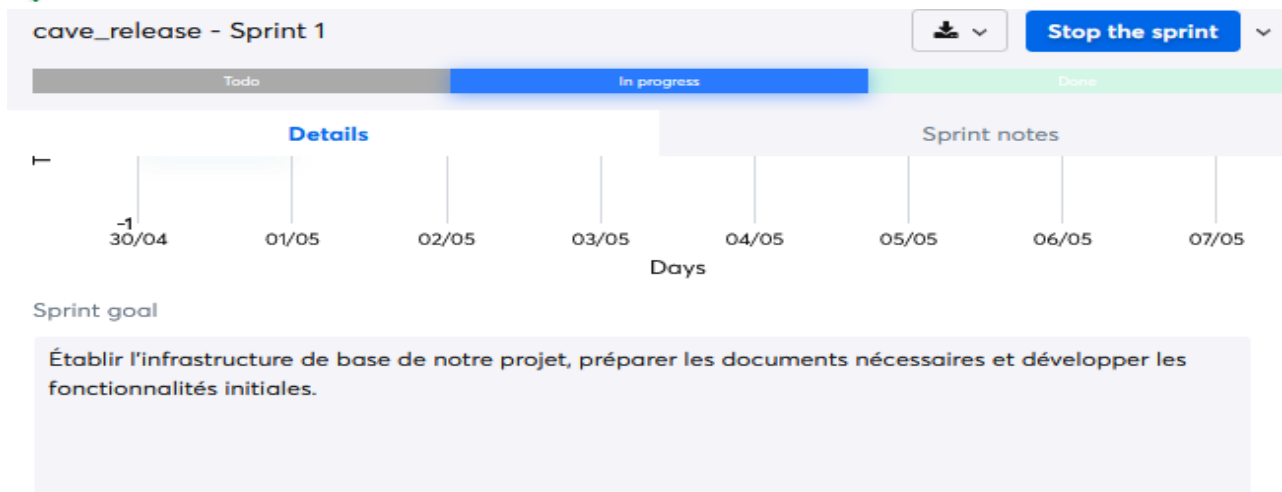 cave_release - Sprint 1
Stop the sprint
Todo
In progress
Done
Details
Sprint notes
-1
30/04
01/05
02/05
03/05
04/05
05/05
06/05
07/05
Days
Sprint goal
Établir l'infrastructure de base de notre projet, préparer les documents nécessaires et développer les
fonctionnalités initiales.